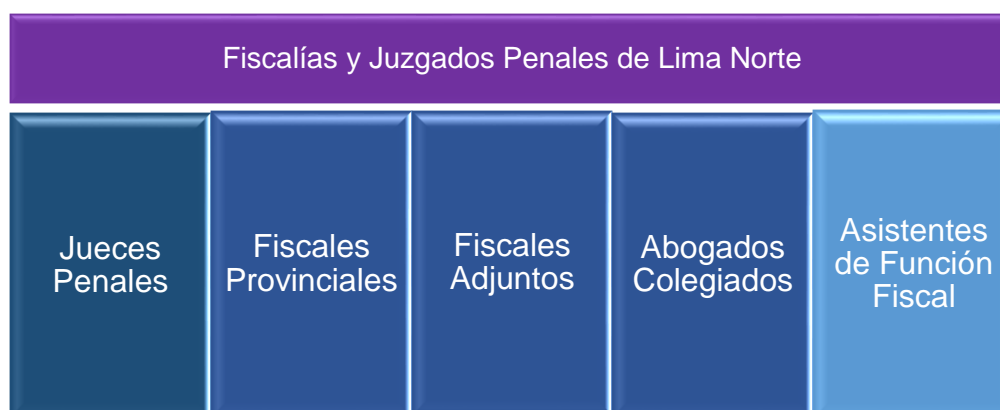 Fiscalías y Juzgados Penales de Lima Norte
Jueces
Penales
Fiscales
Provinciales
Fiscales
Adjuntos
Abogados
Colegiados
Asistentes
de Función
Fiscal